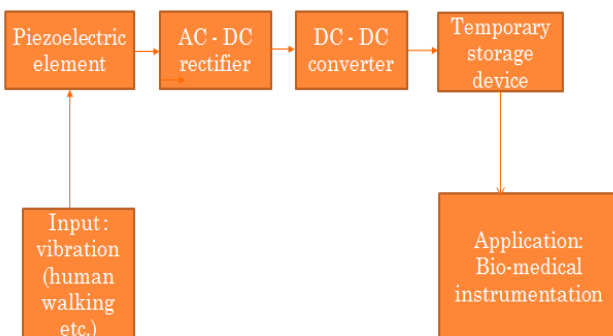 Piezoelectric
element
AC - DC
rectifier
DC - DC
converter
Temporary
storage
device
Input :
vibration
(human
walking
etc.)
Application:
Bio-medical
instrumentation